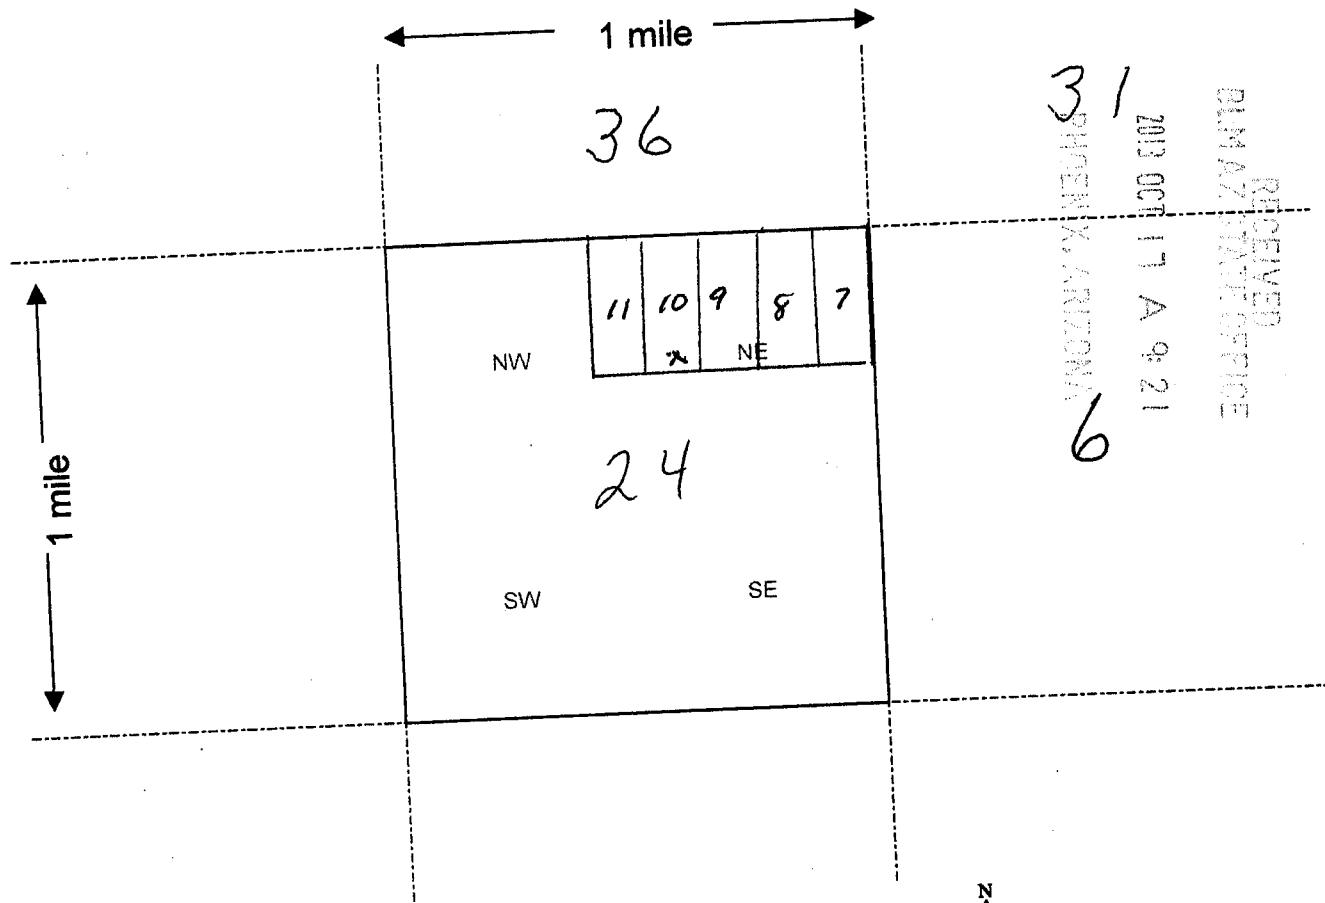 1 mile
36
31
RECEIVED
BLM AZ STATE OFFICE
2013 OCT 17 A 9:21
PHOENIX, ARIZONA
11 10 9 8 7
x
NW NE
1 mile
24
6
SW SE
N